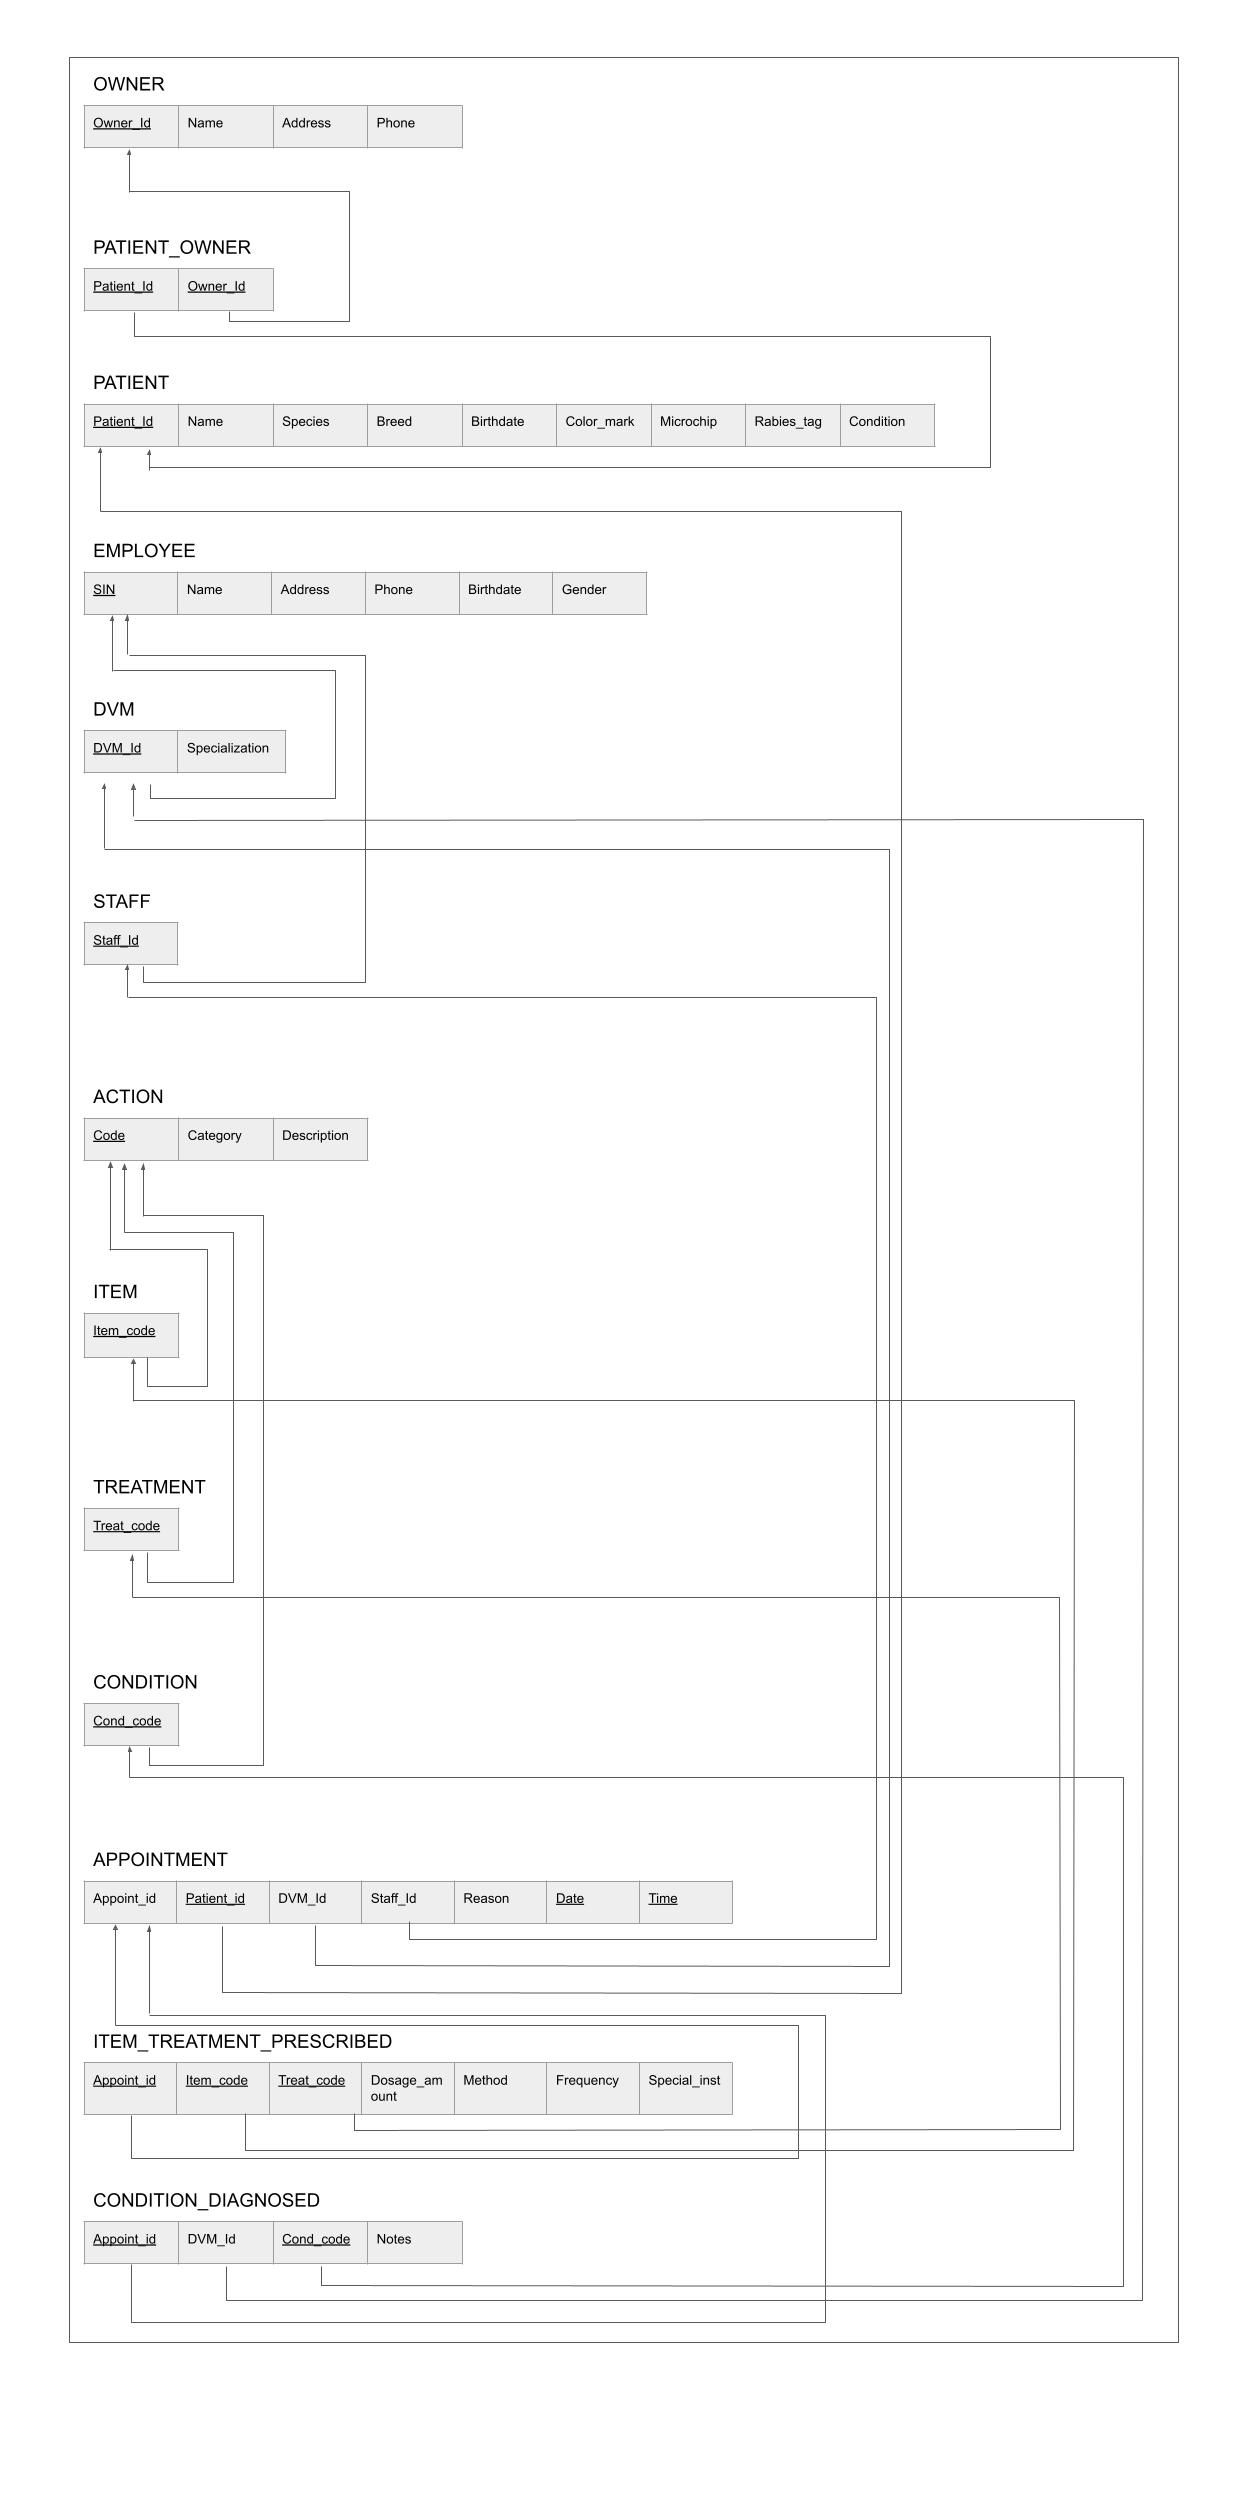 OWNER
Owner_Id Name Address Phone
PATIENT_OWNER
Patient_Id Owner_Id
PATIENT
Patient_Id Name Species Breed Birthdate Color_mark Microchip Rabies_tag Condition
EMPLOYEE
SIN Name Address Phone Birthdate Gender
DVM
DVM_Id Specialization
STAFF
Staff_Id
ACTION
Code Category Description
ITEM
Item_code
TREATMENT
Treat_code
CONDITION
Cond_code
APPOINTMENT
Appoint_id Patient_id DVM_Id Staff_Id Reason Date Time
ITEM_TREATMENT_PRESCRIBED
Appoint_id Item_code Treat_code Dosage_am Method Frequency Special_inst
ount
CONDITION_DIAGNOSED
Appoint_id DVM_Id Cond_code Notes